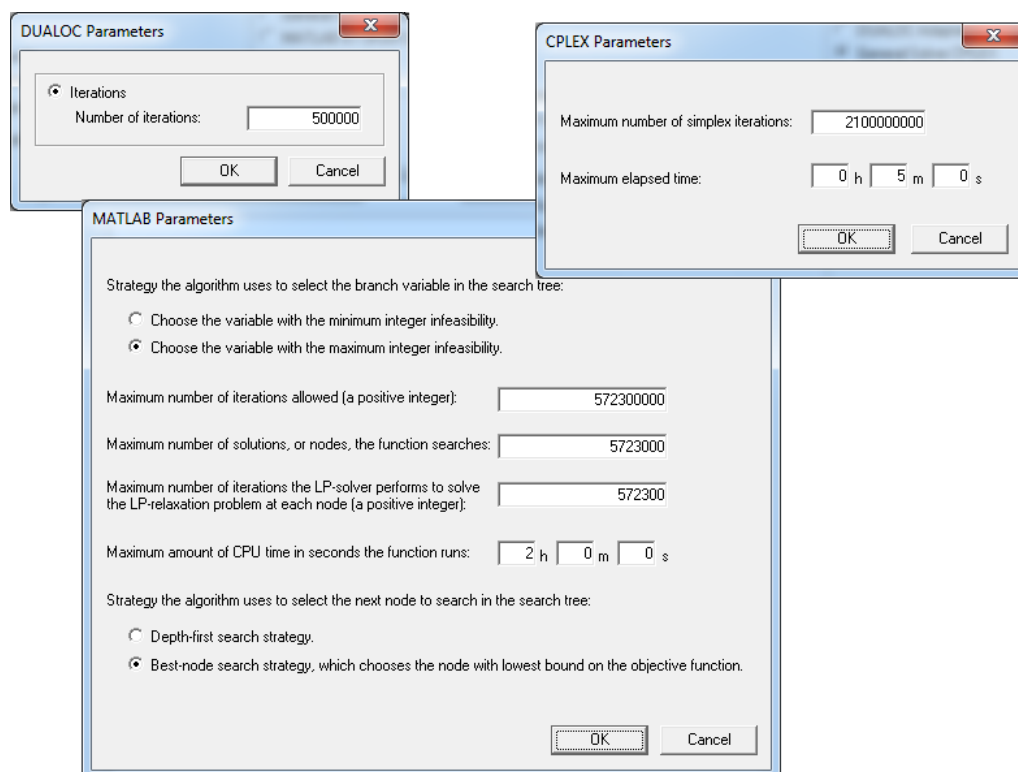 DUALOC Parameters
Iterations
Number of iterations: 500000
OK Cancel
CPLEX Parameters
Maximum number of simplex iterations: 2100000000
Maximum elapsed time: 0 h 5 m 0 s
OK Cancel
MATLAB Parameters
Strategy the algorithm uses to select the branch variable in the search tree:
Choose the variable with the minimum integer infeasibility.
Choose the variable with the maximum integer infeasibility.
Maximum number of iterations allowed (a positive integer): 572300000
Maximum number of solutions, or nodes, the function searches: 5723000
Maximum number of iterations the LP-solver performs to solve
the LP-relaxation problem at each node (a positive integer): 572300
Maximum amount of CPU time in seconds the function runs: 2 h 0 m 0 s
Strategy the algorithm uses to select the next node to search in the search tree:
Depth-first search strategy.
Best-node search strategy, which chooses the node with lowest bound on the objective function.
OK Cancel